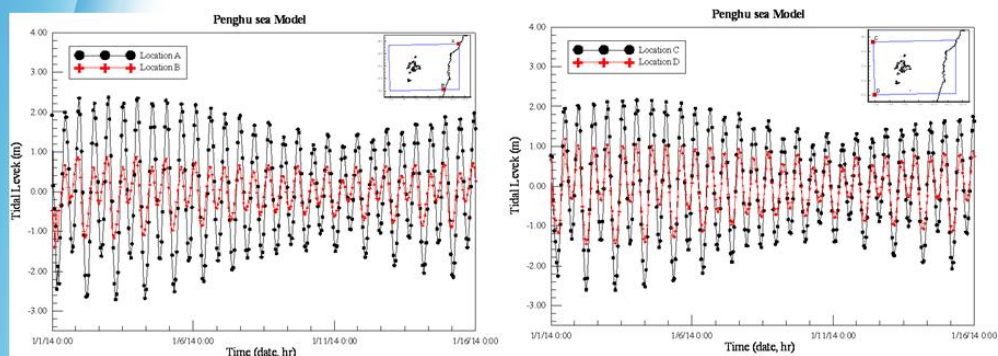 Penghu sea Model
4.00
3.00
2.00
1.00
0.00
-1.00
-2.00
-3.00
Tidal Leveck (m)
Location A
Location B
1/1/14 0:00
1/6/14 0:00
1/11/14 0:00
1/16/14 0:00
Time (date, hr)
Penghu sea Model
4.00
3.00
2.00
1.00
0.00
-1.00
-2.00
-3.00
Tidal Leveck (m)
Location C
Location D
1/1/14 0:00
1/6/14 0:00
1/11/14 0:00
1/16/14 0:00
Time (date, hr)